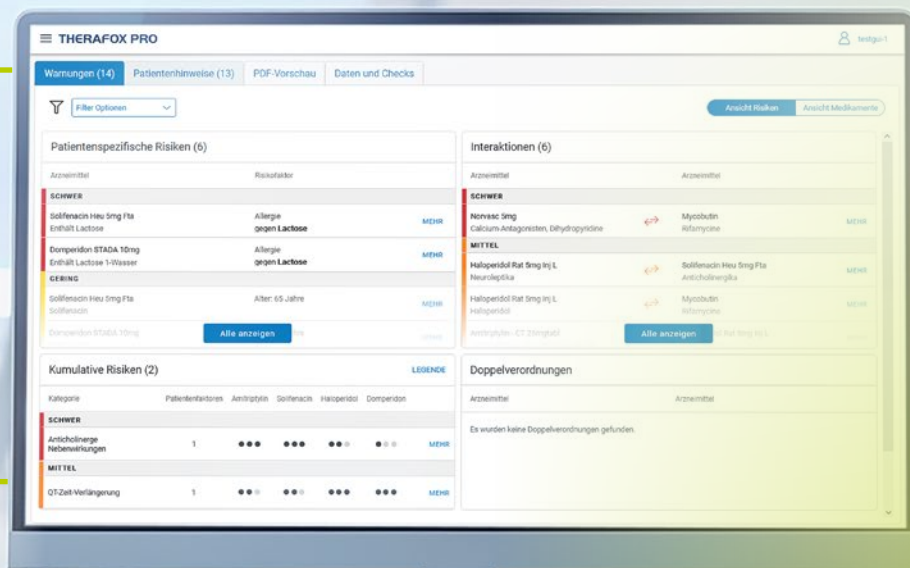 THERAFOX PRO
testgui-1
Warnungen (14) Patientenhinweise (13) PDF-Vorschau Daten und Checks
Filter Optionen
Ansicht Risiken Ansicht Medikamente
Patientenspezifische Risiken (6)
Arzneimittel Risikofaktor
SCHWER
Solifenacin Heu 5mg Fta Allergie
Enthält Lactose gegen Lactose MEHR
Domperidon STADA 10mg Allergie
Enthält Lactose 1-Wasser gegen Lactose MEHR
GERING
Solifenacin Heu 5mg Fta Alter: 65 Jahre
Solifenacin MEHR
Domperidon STADA 10mg
Alle anzeigen
Interaktionen (6)
Arzneimittel Arzneimittel
SCHWER
Norvasc 5mg Mycobutin
Calcium-Antagonisten, Dihydropyridine Rifamycine MEHR
MITTEL
Haloperidol Rat 5mg Inj L Solifenacin Heu 5mg Fta
Neuroleptika Anticholinergika MEHR
Haloperidol Rat 5mg Inj L Mycobutin
Haloperidol Rifamycine MEHR
Alle anzeigen
Kumulative Risiken (2) LEGENDE
Kategorie Patientenfaktoren Amitriptylin Solifenacin Haloperidol Domperidon
SCHWER
Anticholinerge
Nebenwirkungen 1 MEHR
MITTEL
QT-Zeit-Verlängerung 1 MEHR
Doppelverordnungen
Arzneimittel Arzneimittel
Es wurden keine Doppelverordnungen gefunden.